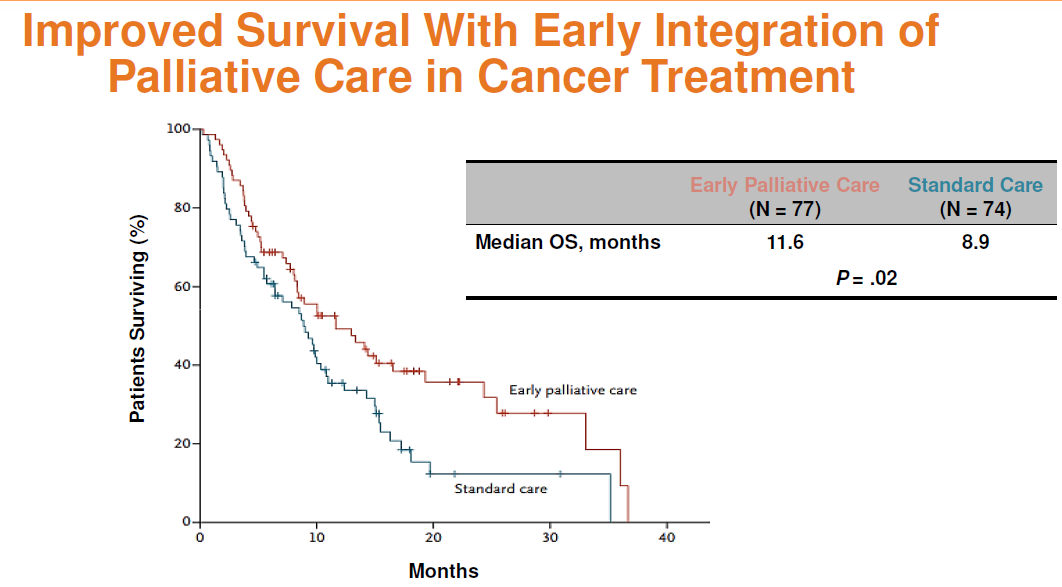 Improved Survival With Early Integration of
Palliative Care in Cancer Treatment
Patients Surviving (%)
100
80
60
40
20
0
0 10 20 30 40
Months
Early palliative care
Standard care
Early Palliative Care Standard Care
(N = 77) (N = 74)
Median OS, months 11.6 8.9
P = .02